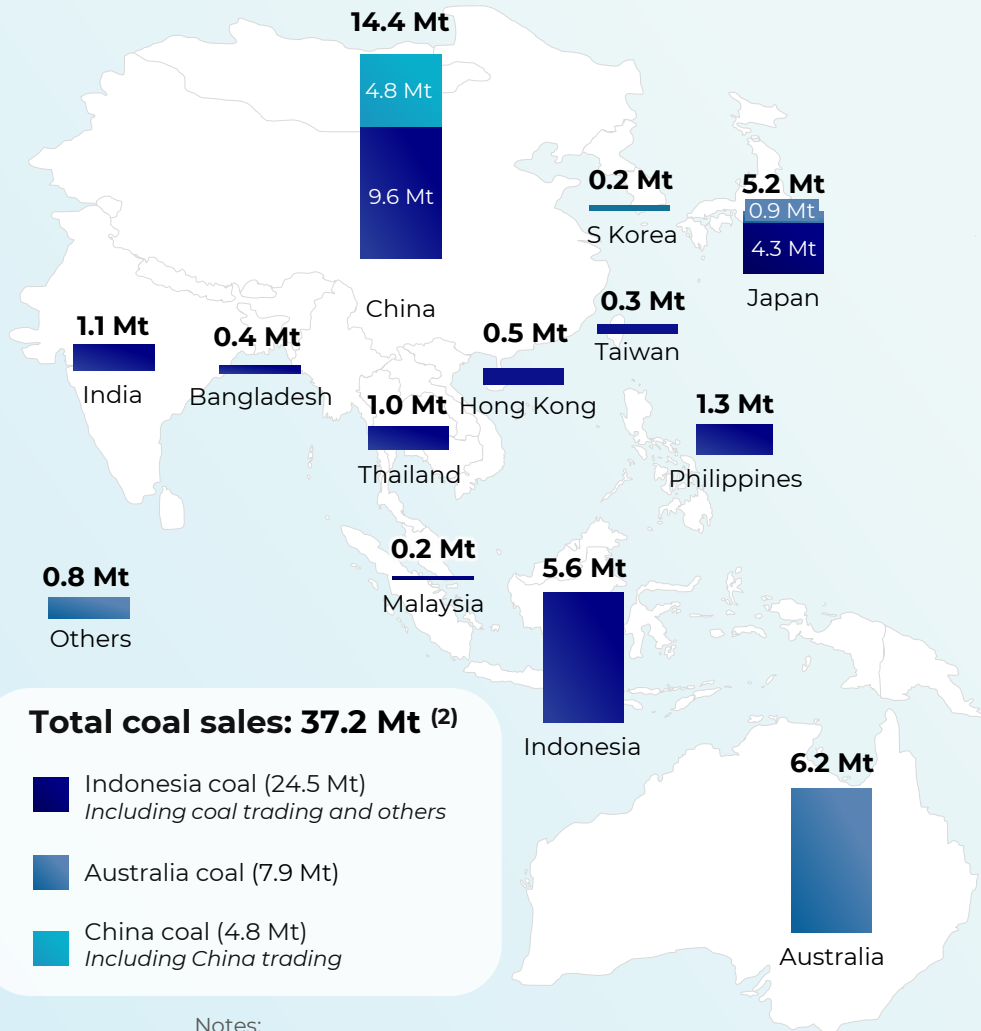 14.4 Mt
4.8 Mt
9.6 Mt
China
0.2 Mt
S Korea
5.2 Mt
0.9 Mt
4.3 Mt
Japan
0.3 Mt
Taiwan
1.1 Mt
India
0.4 Mt
Bangladesh
0.5 Mt
Hong Kong
1.0 Mt
Thailand
1.3 Mt
Philippines
0.2 Mt
Malaysia
5.6 Mt
Indonesia
0.8 Mt
Others
6.2 Mt
Australia
Total coal sales: 37.2 Mt (2)
Indonesia coal (24.5 Mt)
Including coal trading and others
Australia coal (7.9 Mt)
China coal (4.8 Mt)
Including China trading
Notes: